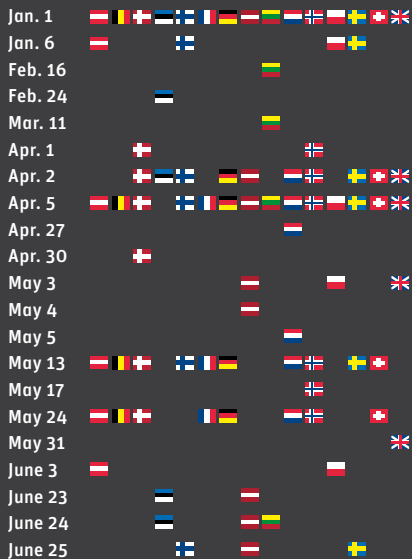 Jan. 1
Jan. 6
Feb. 16
Feb. 24
Mar. 11
Apr. 1
Apr. 2
Apr. 5
Apr. 27
Apr. 30
May 3
May 4
May 5
May 13
May 17
May 24
May 31
June 3
June 23
June 24
June 25